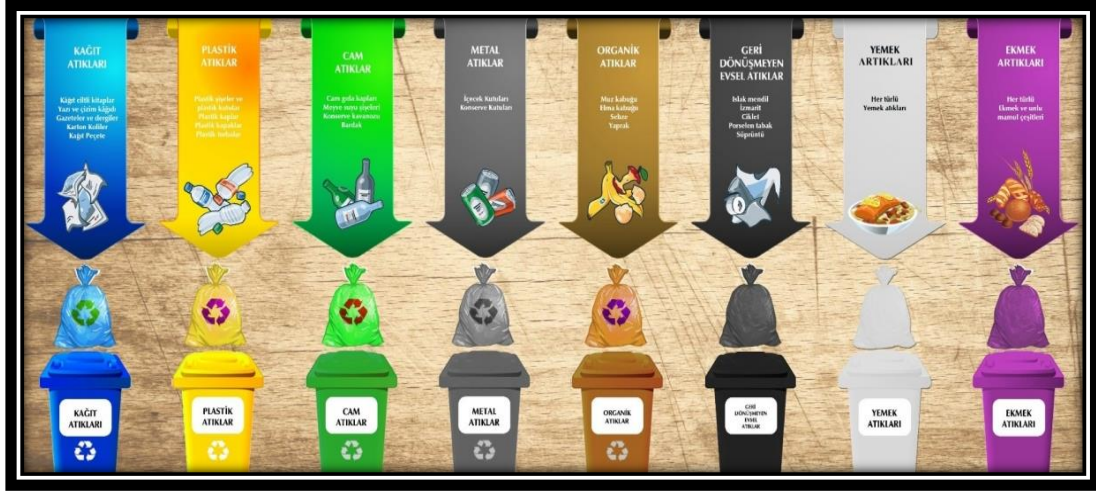 KAĞIT
ATIKLARI
Kağıt ciltli kitaplar
Yazı ve çizim kâğıdı
Gazeteler ve dergiler
Karton Koliler
Kağıt Peçete
PLASTİK
ATIKLAR
Plastik şişeler ve
plastik kutular
Plastik kaplar
Plastik kapaklar
Plastik
CAM
ATIKLAR
Cam gıda kapları
Meyve suyu şişeleri
Konserve kavanozu
Bardak
METAL
ATIKLAR
İçecek Kutuları
Konserve Kutuları
ORGANİK
ATIKLAR
Muz kabuğu
Elma kabuğu
Sebze
Yaprak
GERİ
DÖNÜŞMEYEN
EVSEL ATIKLAR
Islak mendil
İzmarit
Ciklet
Porselen tabak
Süprüntü
YEMEK
ARTIKLARI
Her türlü
Yemek atıkları
EKMEK
ARTIKLARI
Her türlü
Ekmek ve unlu
mamul çeşitleri
KAĞIT
ATIKLARI
PLASTİK
ATIKLAR
CAM
ATIKLAR
METAL
ATIKLAR
ORGANİK
ATIKLAR
GERİ
DÖNÜŞMEYEN
EVSEL
ATIKLAR
YEMEK
ATIKLARI
EKMEK
ATIKLARI